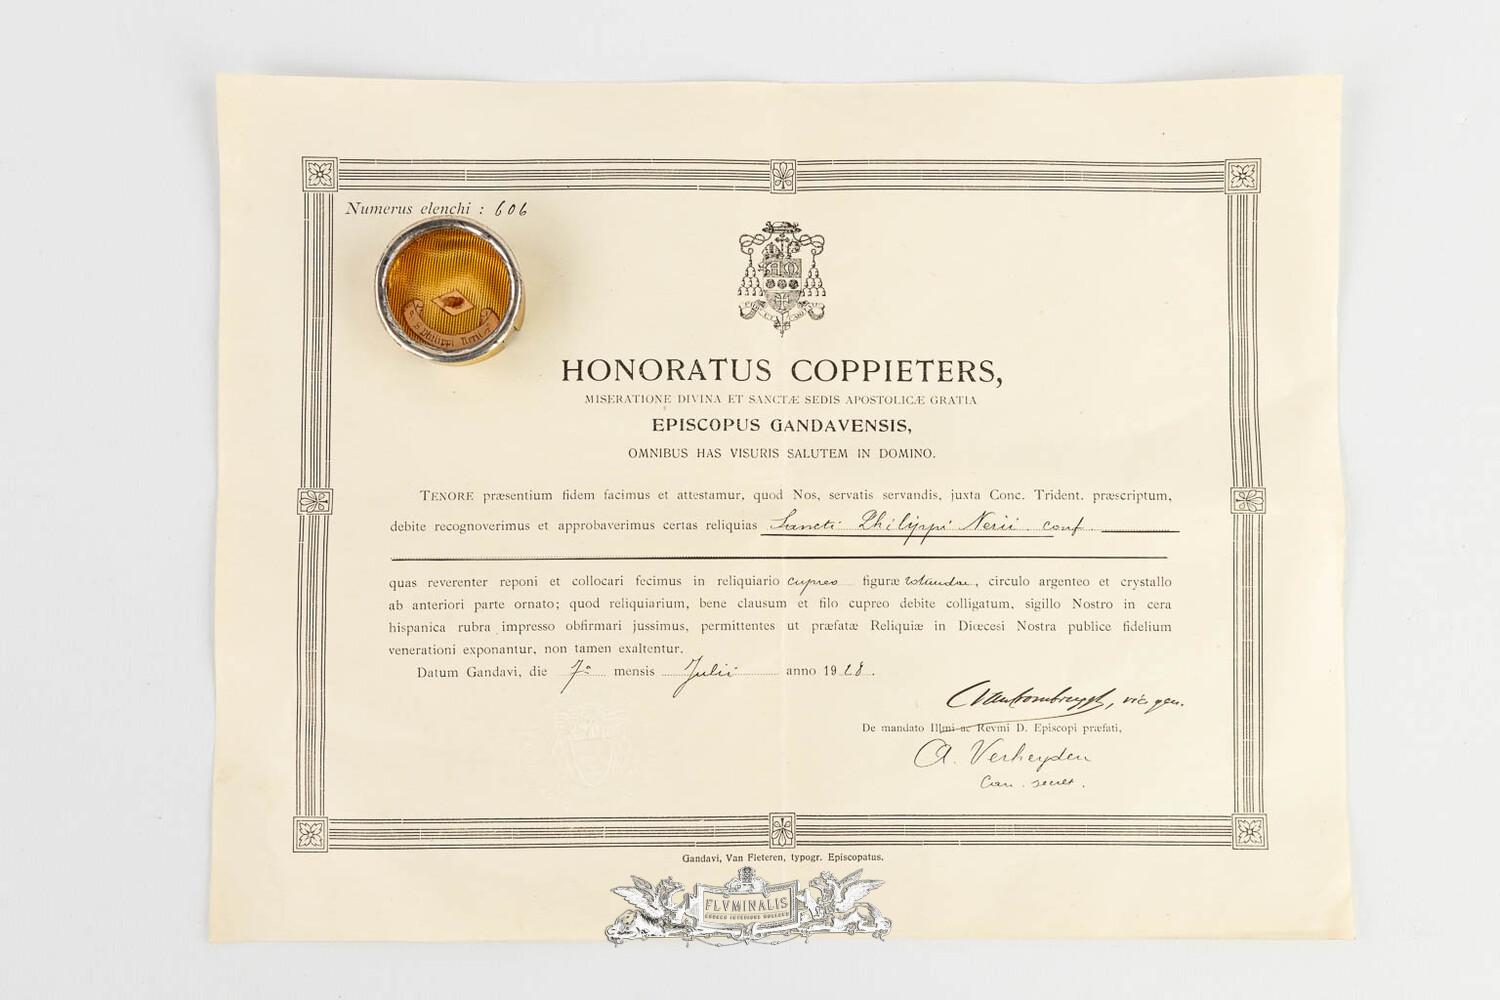 Numerus elenchi : 606
S. Philippi Nerii
HONORATUS COPPIETERS,
MISERATIONE DIVINA ET SANCTÆ SEDIS APOSTOLICÆ GRATIA
EPISCOPUS GANDAVENSIS,
OMNIBUS HAS VISURIS SALUTEM IN DOMINO.
TENORE præsentium fidem facimus et attestamur, quod Nos, servatis servandis, juxta Conc. Trident. præscriptum,
debite recognoverimus et approbaverimus certas reliquias Sancti Philippi Nerii conf.
quas reverenter reponi et collocari fecimus in reliquiario cupreo figuræ rotundae, circulo argenteo et crystallo
ab anteriori parte ornato; quod reliquiarium, bene clausum et filo cupreo debite colligatum, sigillo Nostro in cera
hispanica rubra impresso obfirmari jussimus, permittentes ut præfatæ Reliquiæ in Diœcesi Nostra publice fidelium
venerationi exponantur, non tamen exaltentur.
Datum Gandavi, die 7ª mensis Julii anno 1928.
vic. gen.
De mandato Illmi ac Revmi D. Episcopi præfati,
A. Verheyden
Can. secret.
Gandavi, Van Fleteren, typogr. Episcopatus.
FLVMINALIS